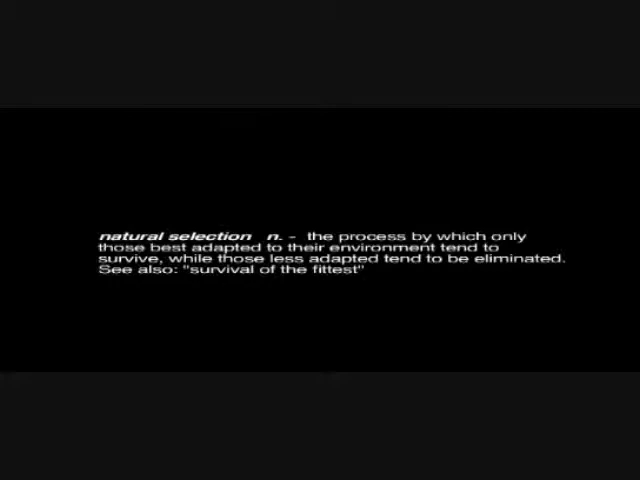 natural selection n. - the process by which only
those best adapted to their environment tend to
survive, while those less adapted tend to be eliminated.
See also: "survival of the fittest"